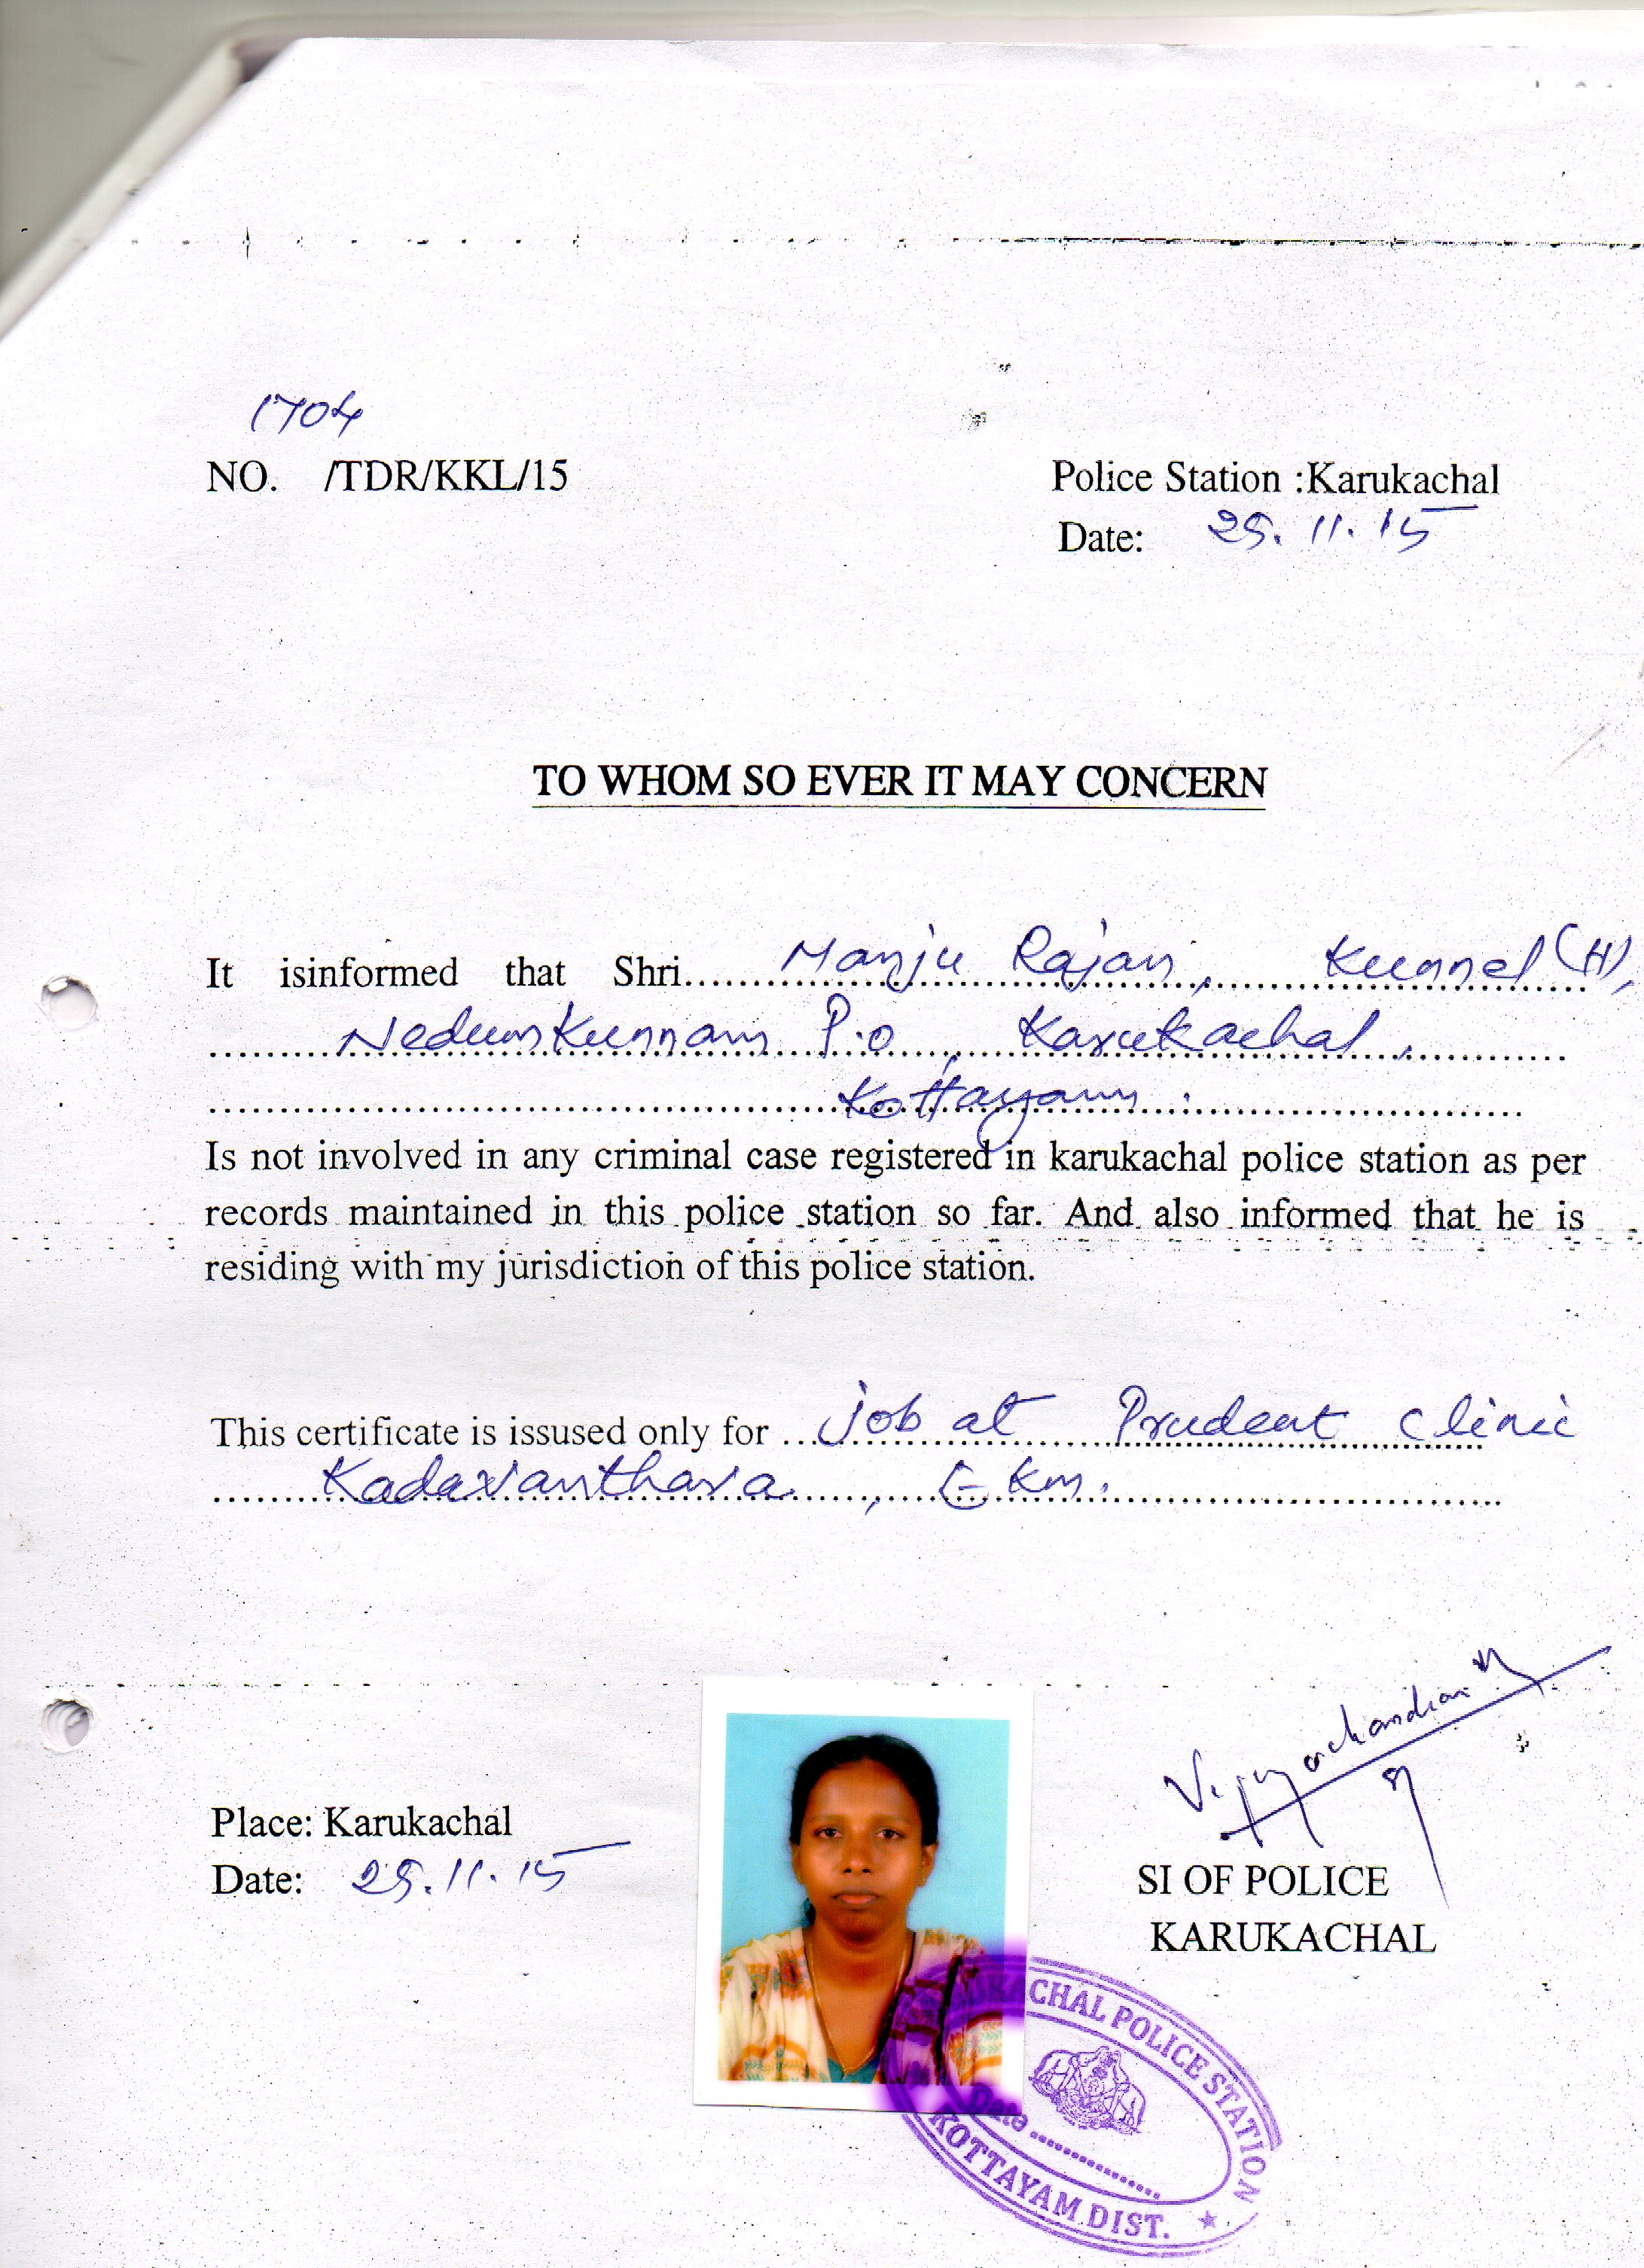 1704
NO. /TDR/KKL/15
Police Station :Karukachal
Date: 25.11.15
TO WHOM SO EVER IT MAY CONCERN
It isinformed that Shri.....Manju Rajan, Kunnel (H),
Nedumkunnam P.o, Karukachal,
Kottayam.
Is not involved in any criminal case registered in karukachal police station as per
records maintained in this police station so far. And also informed that he is
residing with my jurisdiction of this police station.
This certificate is issused only for ...job at Prudent Clinic
Kadavanthara, Ekm.
Vijayachandran
Place: Karukachal
Date: 25.11.15
SI OF POLICE
KARUKACHAL
KACHAL POLICE STATION
Date
KOTTAYAM DIST.